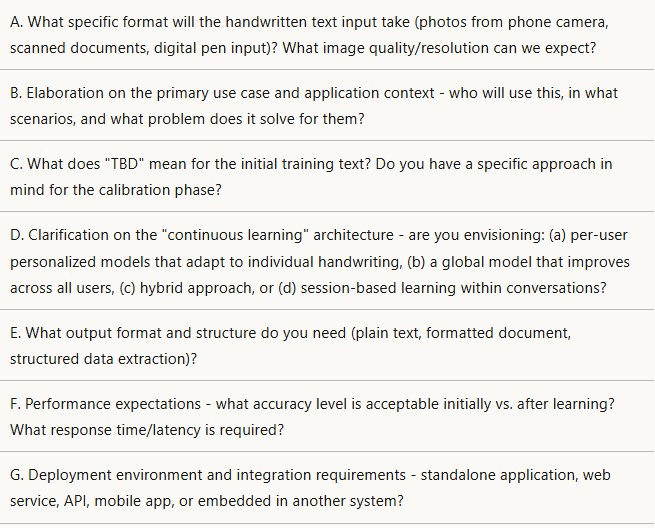 A. What specific format will the handwritten text input take (photos from phone camera,
scanned documents, digital pen input)? What image quality/resolution can we expect?
B. Elaboration on the primary use case and application context - who will use this, in what
scenarios, and what problem does it solve for them?
C. What does "TBD" mean for the initial training text? Do you have a specific approach in
mind for the calibration phase?
D. Clarification on the "continuous learning" architecture - are you envisioning: (a) per-user
personalized models that adapt to individual handwriting, (b) a global model that improves
across all users, (c) hybrid approach, or (d) session-based learning within conversations?
E. What output format and structure do you need (plain text, formatted document,
structured data extraction)?
F. Performance expectations - what accuracy level is acceptable initially vs. after learning?
What response time/latency is required?
G. Deployment environment and integration requirements - standalone application, web
service, API, mobile app, or embedded in another system?